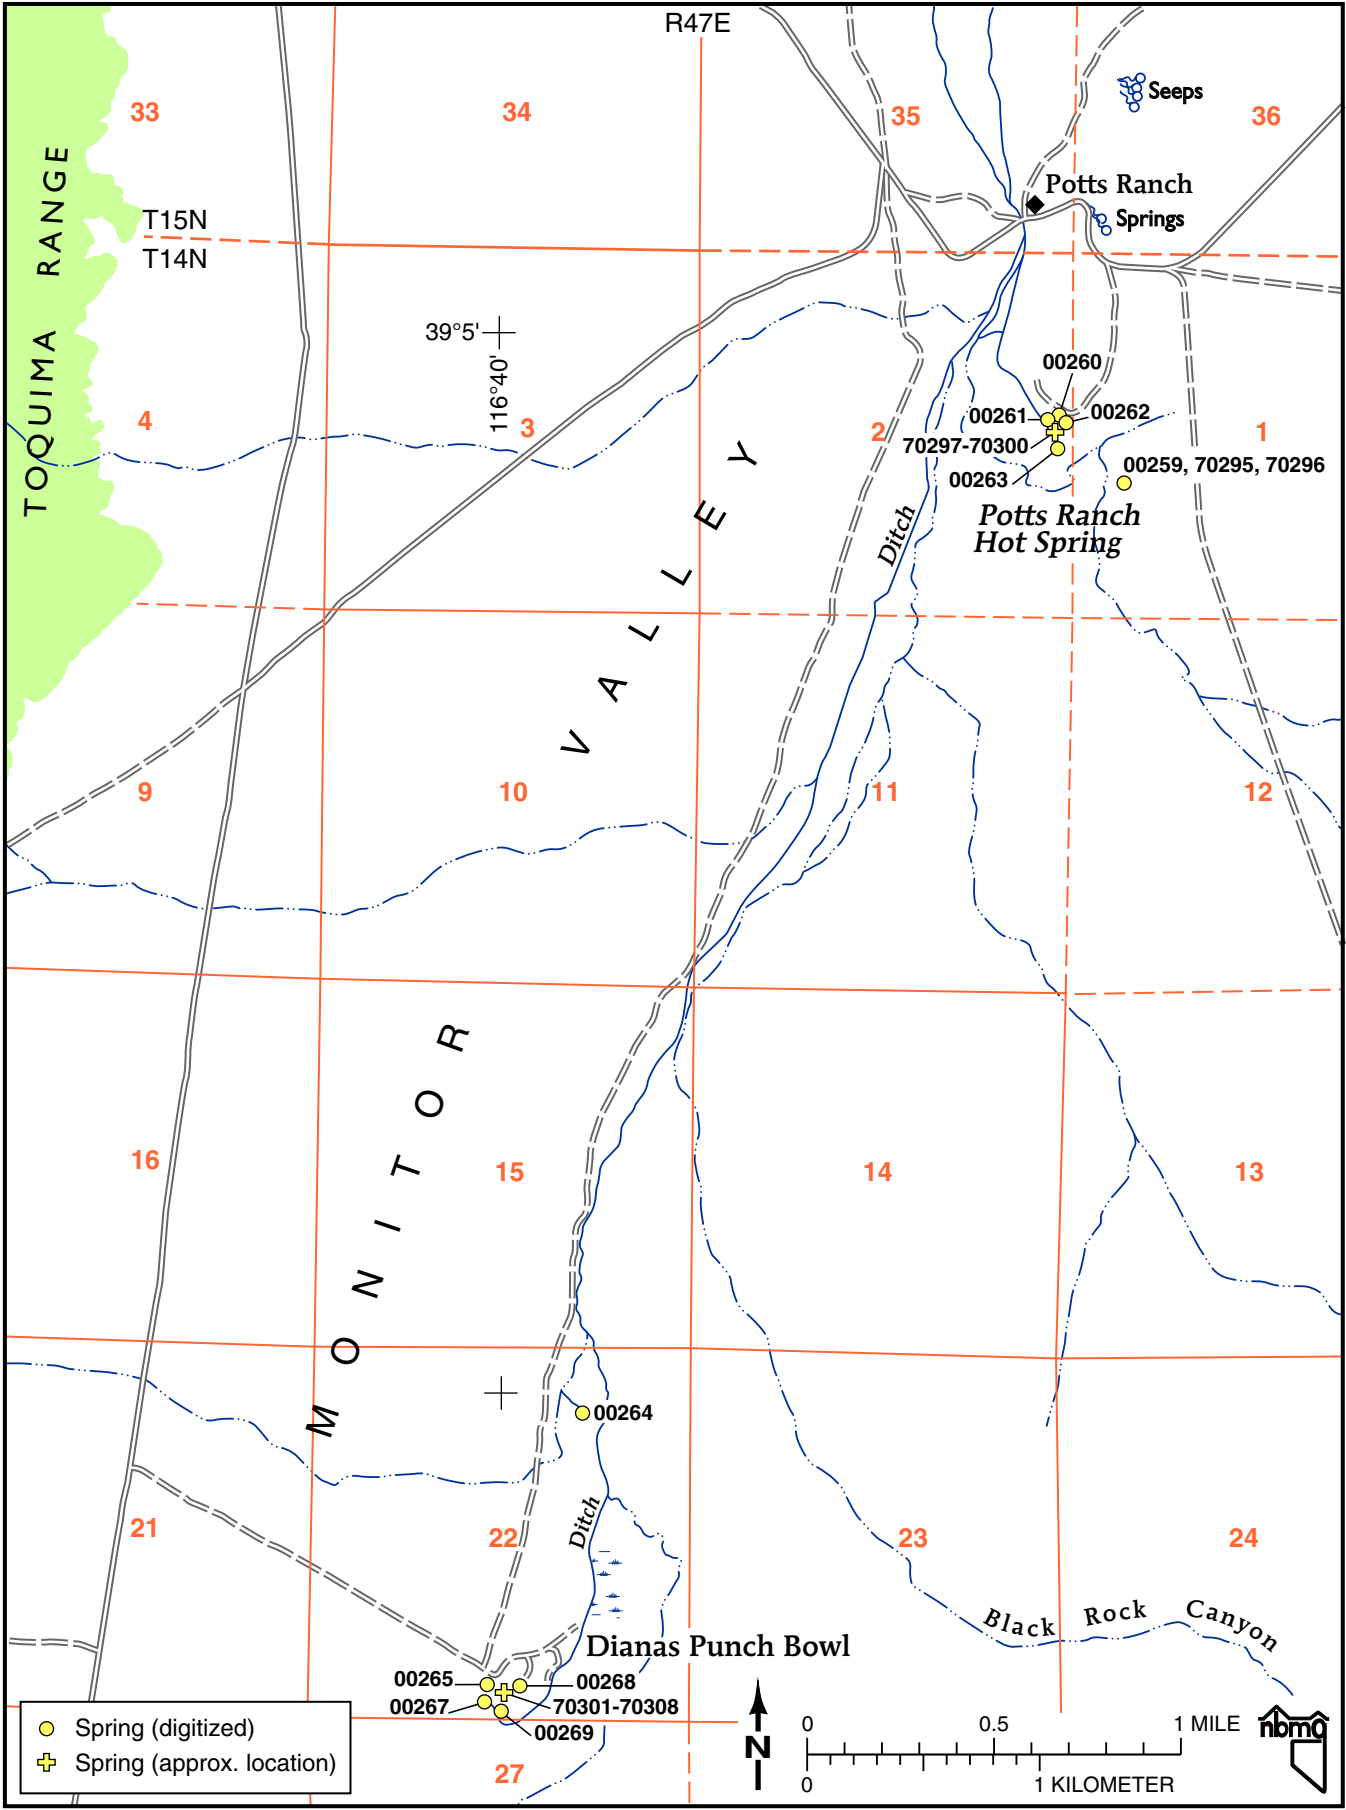 R47E
33
34
35
36
Seeps
Potts Ranch
Springs
TOQUIMA RANGE
T15N
T14N
39°5'
116°40'
00260
00261
00262
70297-70300
00263
00259, 70295, 70296
4
3
2
1
Potts Ranch
Hot Spring
Ditch
MONITOR VALLEY
9
10
11
12
16
15
14
13
00264
21
22
23
24
Ditch
Black Rock Canyon
Dianas Punch Bowl
00265
00268
00267
70301-70308
00269
27
Spring (digitized)
Spring (approx. location)
N
0 0.5 1 MILE
0 1 KILOMETER
nbmg